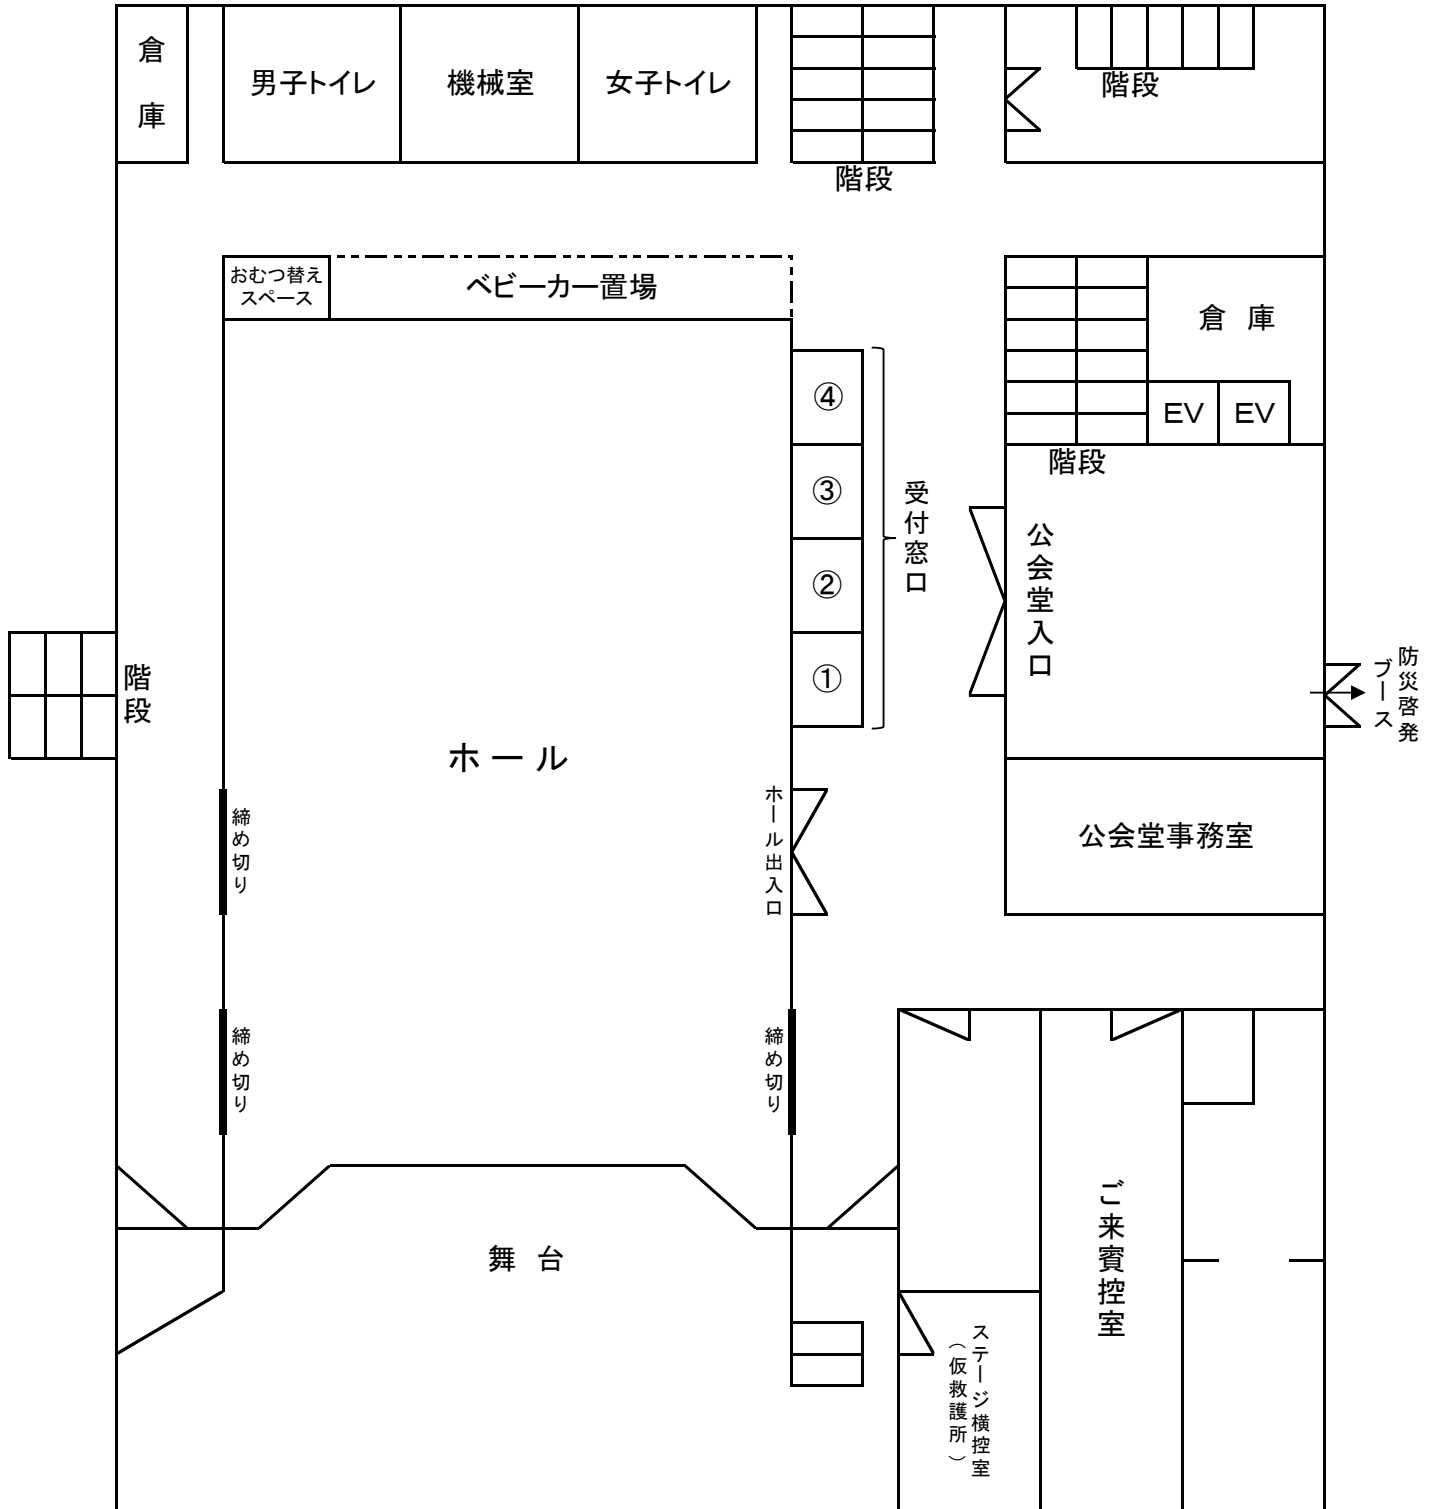 倉庫
男子トイレ
機械室
女子トイレ
階段
階段
おむつ替え
スペース
ベビーカー置場
倉庫
EV
EV
階段
④
③
②
①
受付窓口
公会堂入口
防災啓発
ブース
階段
ホール
締め切り
ホール出入口
公会堂事務室
締め切り
締め切り
舞台
ご来賓控室
ステージ横控室
（仮救護所）